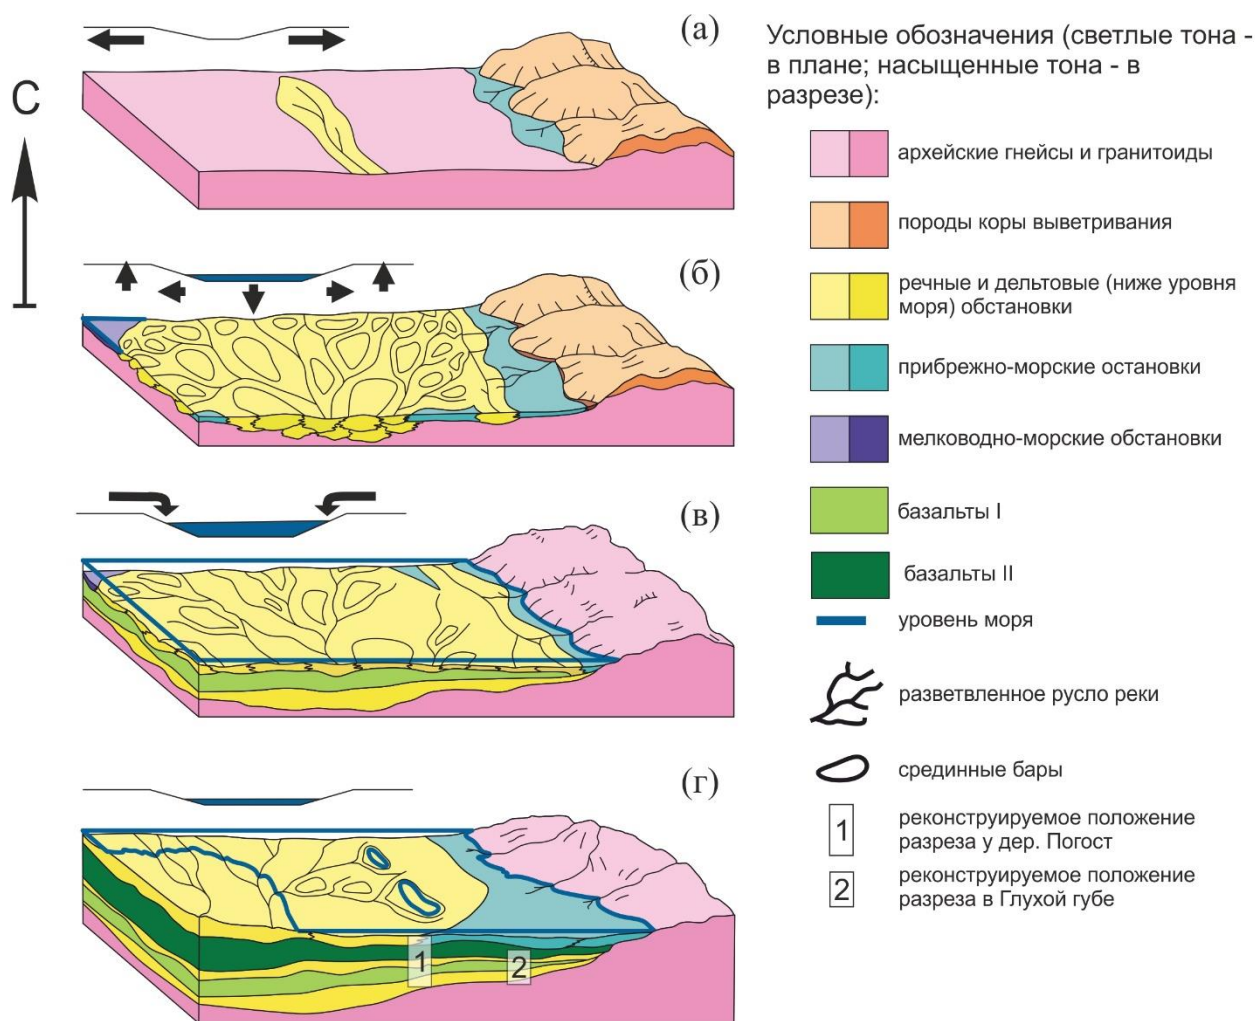 С
(а)
(б)
(в)
(г)
1
2
Условные обозначения (светлые тона -
в плане; насыщенные тона - в
разрезе):
архейские гнейсы и гранитоиды
породы коры выветривания
речные и дельтовые (ниже уровня
моря) обстановки
прибрежно-морские остановки
мелководно-морские обстановки
базальты I
базальты II
уровень моря
разветвленное русло реки
срединные бары
1
реконструируемое положение
разреза у дер. Погост
2
реконструируемое положение
разреза в Глухой губе